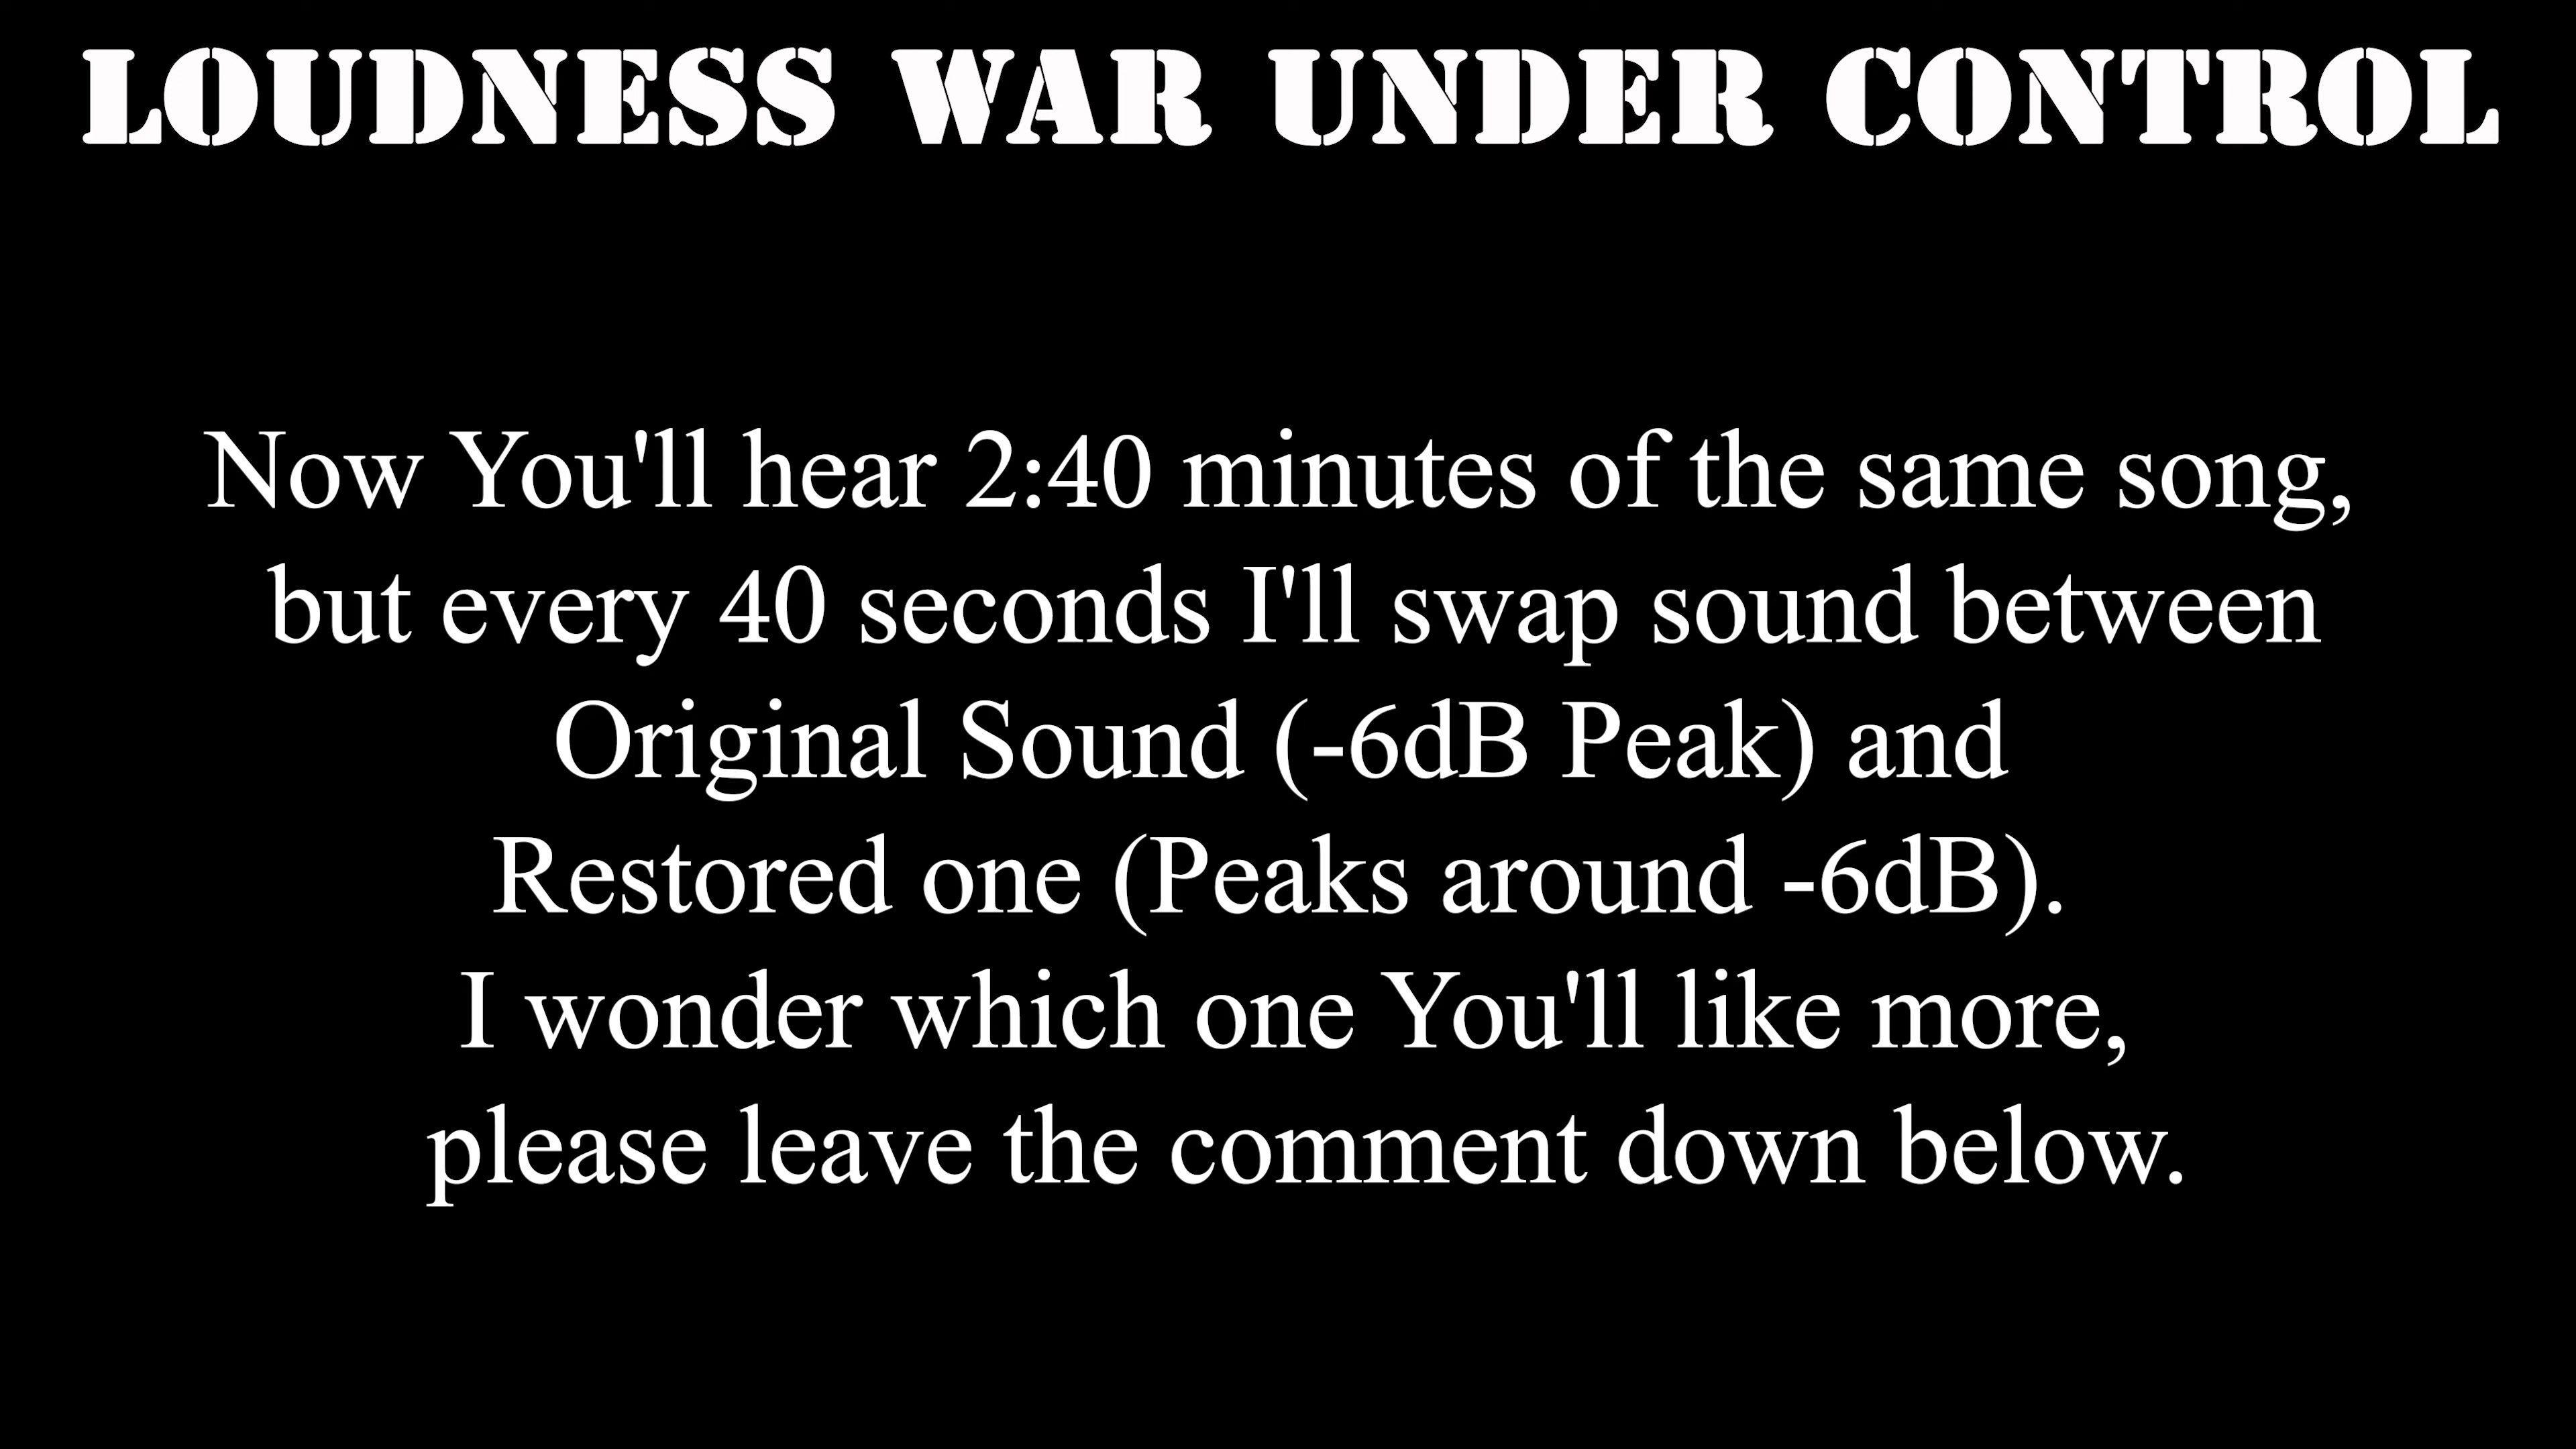 LOUDNESS WAR UNDER CONTROL
Now You'll hear 2:40 minutes of the same song,
but every 40 seconds I'll swap sound between
Original Sound (-6dB Peak) and
Restored one (Peaks around -6dB).
I wonder which one You'll like more,
please leave the comment down below.